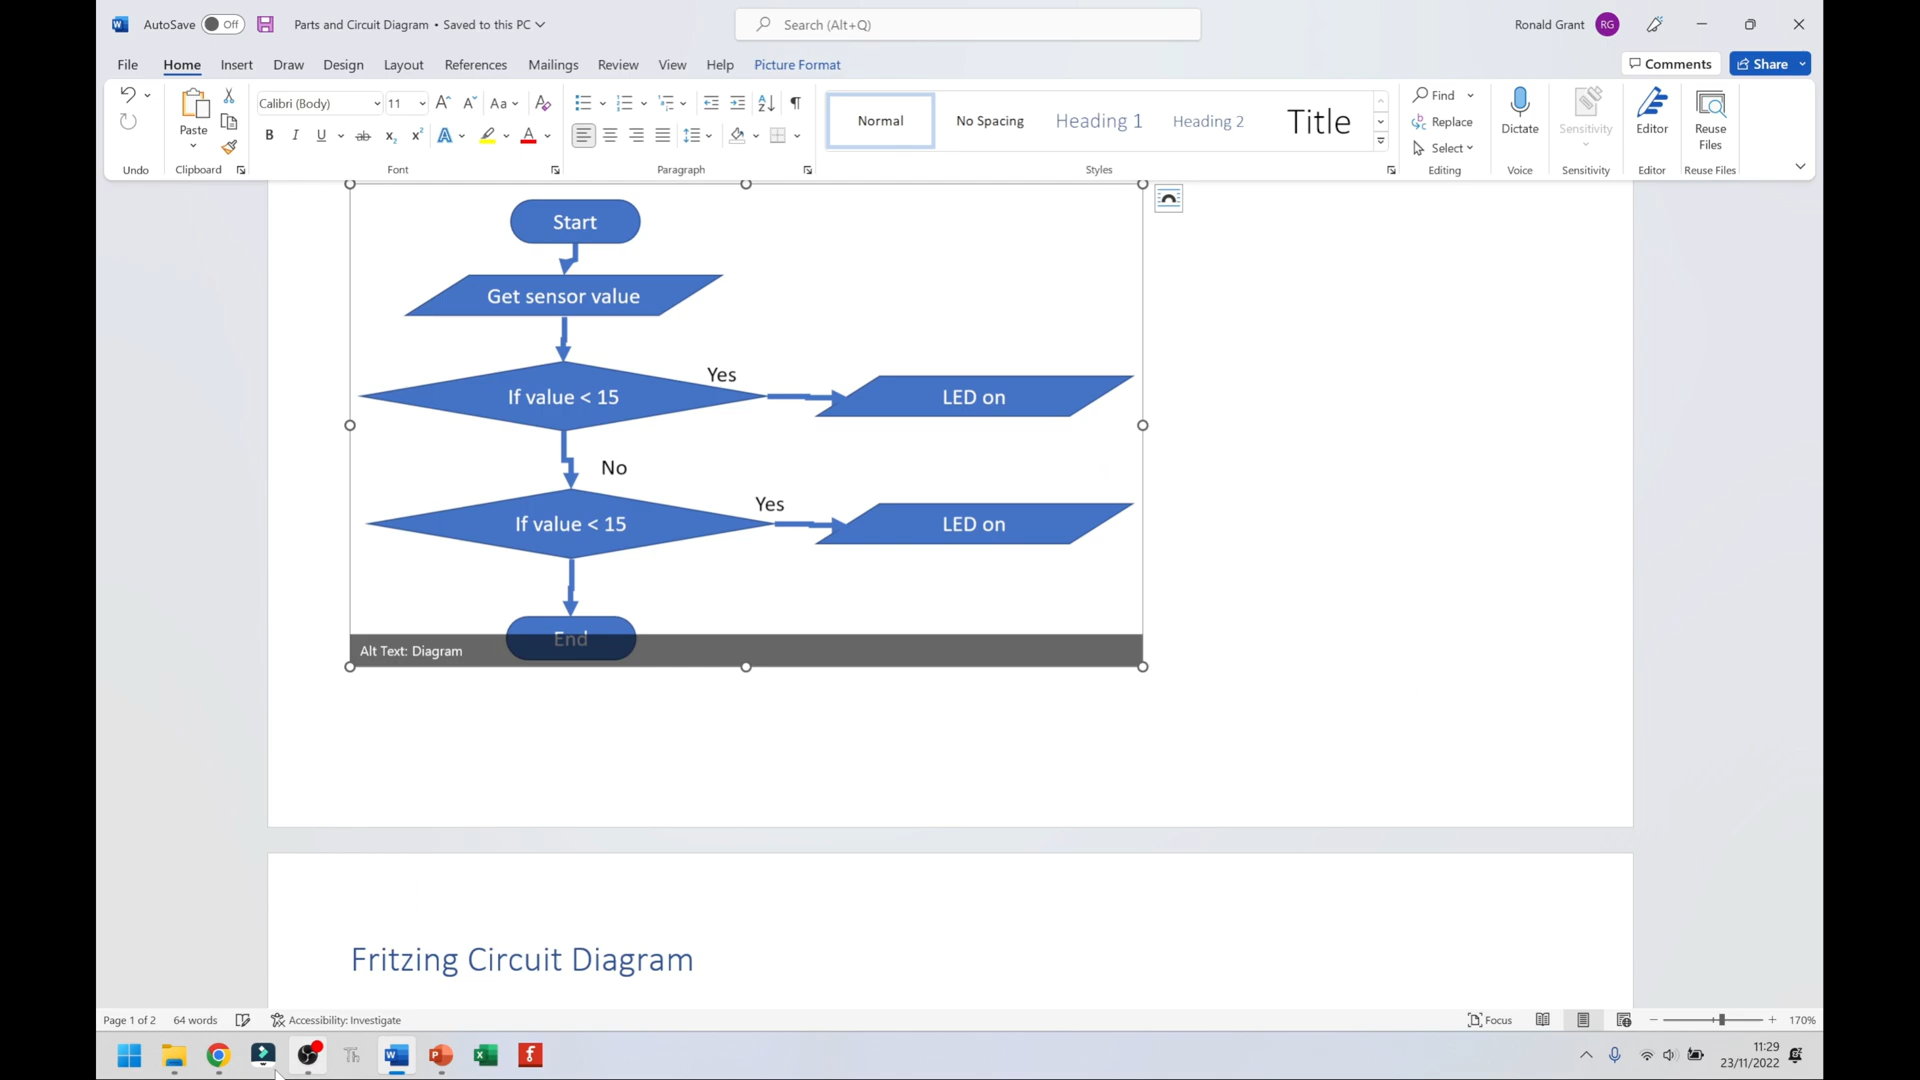 AutoSave Off Parts and Circuit Diagram • Saved to this PC Search (Alt+Q) Ronald Grant RG
File Home Insert Draw Design Layout References Mailings Review View Help Picture Format Comments Share
Calibri (Body) 11 Aa
Paste
B I U ab x₂ x² A A
Normal No Spacing Heading 1 Heading 2 Title
Find
Replace
Select
Dictate Sensitivity Editor Reuse Files
Undo Clipboard Font Paragraph Styles Editing Voice Sensitivity Editor Reuse Files
Start
Get sensor value
Yes
If value < 15 LED on
No
Yes
If value < 15 LED on
End
Alt Text: Diagram
Fritzing Circuit Diagram
Page 1 of 2 64 words Accessibility: Investigate Focus 170%
Th W P X f
11:29
23/11/2022